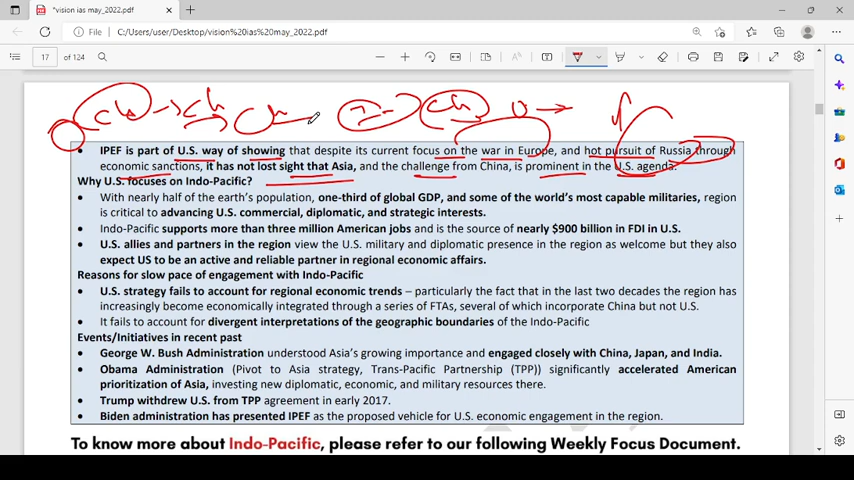 *vision ias may_2022.pdf
File C:/Users/user/Desktop/vision%20ias%20may_2022.pdf
17 of 124
ch
ch
• IPEF is part of U.S. way of showing that despite its current focus on the war in Europe, and hot pursuit of Russia through
economic sanctions, it has not lost sight that Asia, and the challenge from China, is prominent in the U.S. agenda.
Why U.S. focuses on Indo-Pacific?
• With nearly half of the earth's population, one-third of global GDP, and some of the world's most capable militaries, region
is critical to advancing U.S. commercial, diplomatic, and strategic interests.
• Indo-Pacific supports more than three million American jobs and is the source of nearly $900 billion in FDI in U.S.
• U.S. allies and partners in the region view the U.S. military and diplomatic presence in the region as welcome but they also
expect US to be an active and reliable partner in regional economic affairs.
Reasons for slow pace of engagement with Indo-Pacific
• U.S. strategy fails to account for regional economic trends – particularly the fact that in the last two decades the region has
increasingly become economically integrated through a series of FTAs, several of which incorporate China but not U.S.
• It fails to account for divergent interpretations of the geographic boundaries of the Indo-Pacific
Events/Initiatives in recent past
• George W. Bush Administration understood Asia's growing importance and engaged closely with China, Japan, and India.
• Obama Administration (Pivot to Asia strategy, Trans-Pacific Partnership (TPP)) significantly accelerated American
prioritization of Asia, investing new diplomatic, economic, and military resources there.
• Trump withdrew U.S. from TPP agreement in early 2017.
• Biden administration has presented IPEF as the proposed vehicle for U.S. economic engagement in the region.
To know more about Indo-Pacific, please refer to our following Weekly Focus Document.